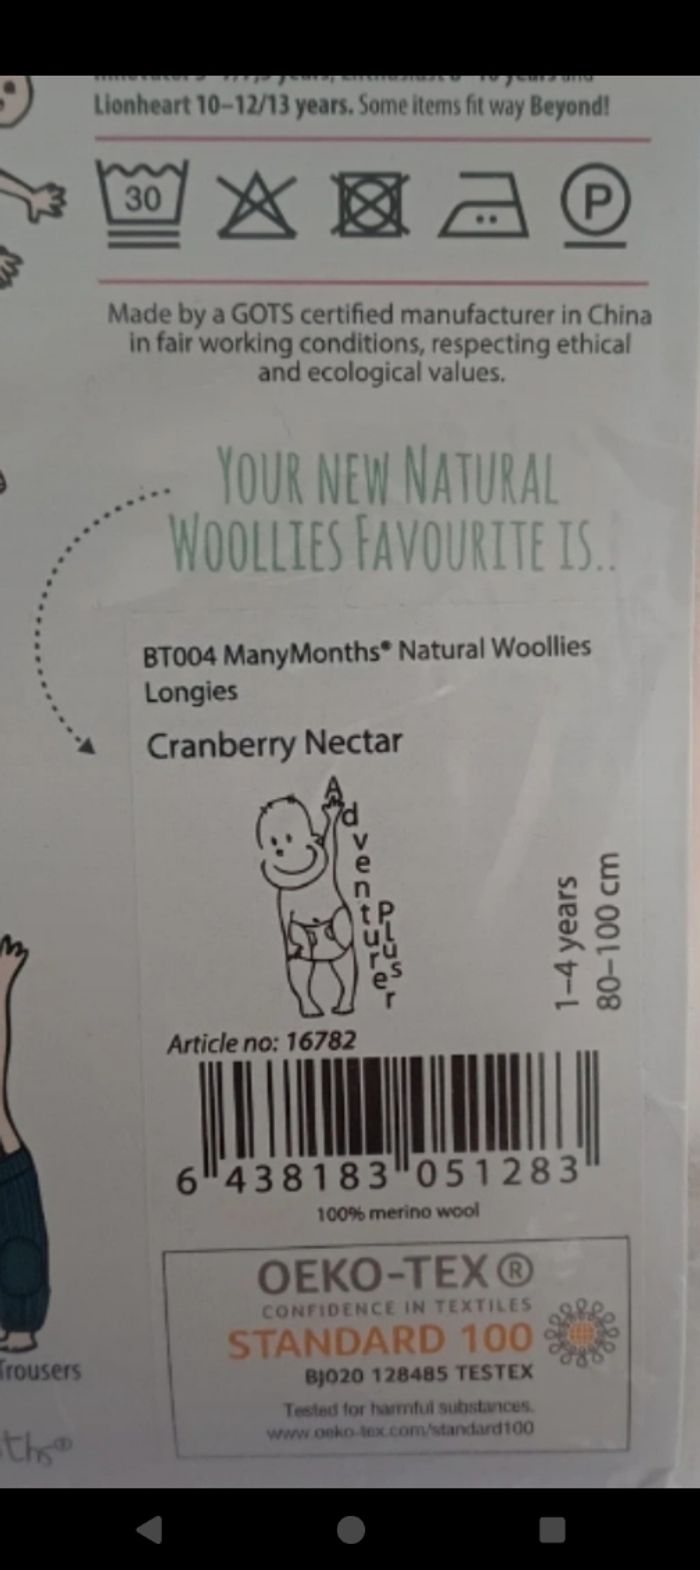 Lionheart 10–12/13 years. Some items fit way Beyond!
30
P
Made by a GOTS certified manufacturer in China
in fair working conditions, respecting ethical
and ecological values.
YOUR NEW NATURAL
WOOLLIES FAVOURITE IS..
BT004 ManyMonths® Natural Woollies
Longies
Cranberry Nectar
Adventurer
Plus
1–4 years
80–100 cm
Article no: 16782
6 438183 051283
100% merino wool
OEKO-TEX®
CONFIDENCE IN TEXTILES
STANDARD 100
BJ020 128485 TESTEX
Tested for harmful substances.
www.oeko-tex.com/standard100
Trousers